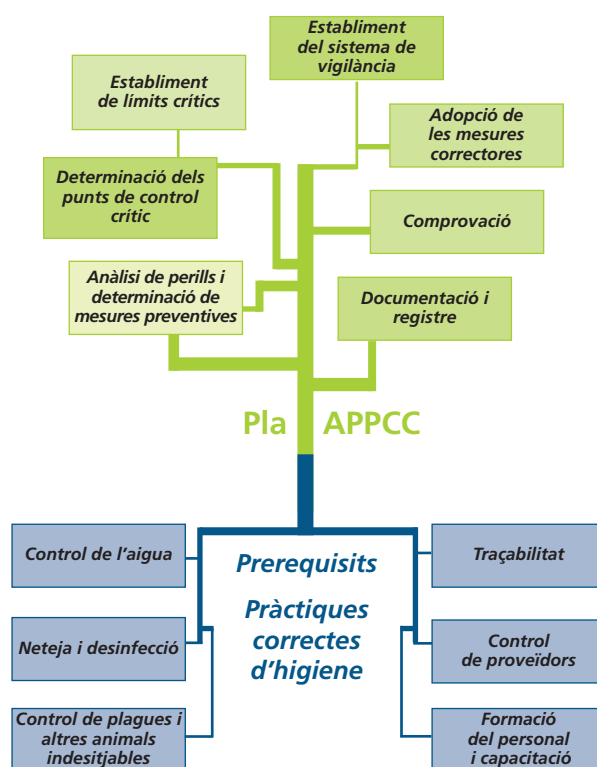 Establiment
del sistema de
vigilància
Establiment
de límits crítics
Adopció de
les mesures
correctores
Determinació dels
punts de control
crític
Comprovació
Anàlisi de perills i
determinació de
mesures preventives
Documentació i
registre
Pla APPCC
Control de l’aigua
Prerequisits
Traçabilitat
Pràctiques
correctes
d’higiene
Neteja i desinfecció
Control
de proveïdors
Control de plagues i
altres animals
indesitjables
Formació
del personal
i capacitació